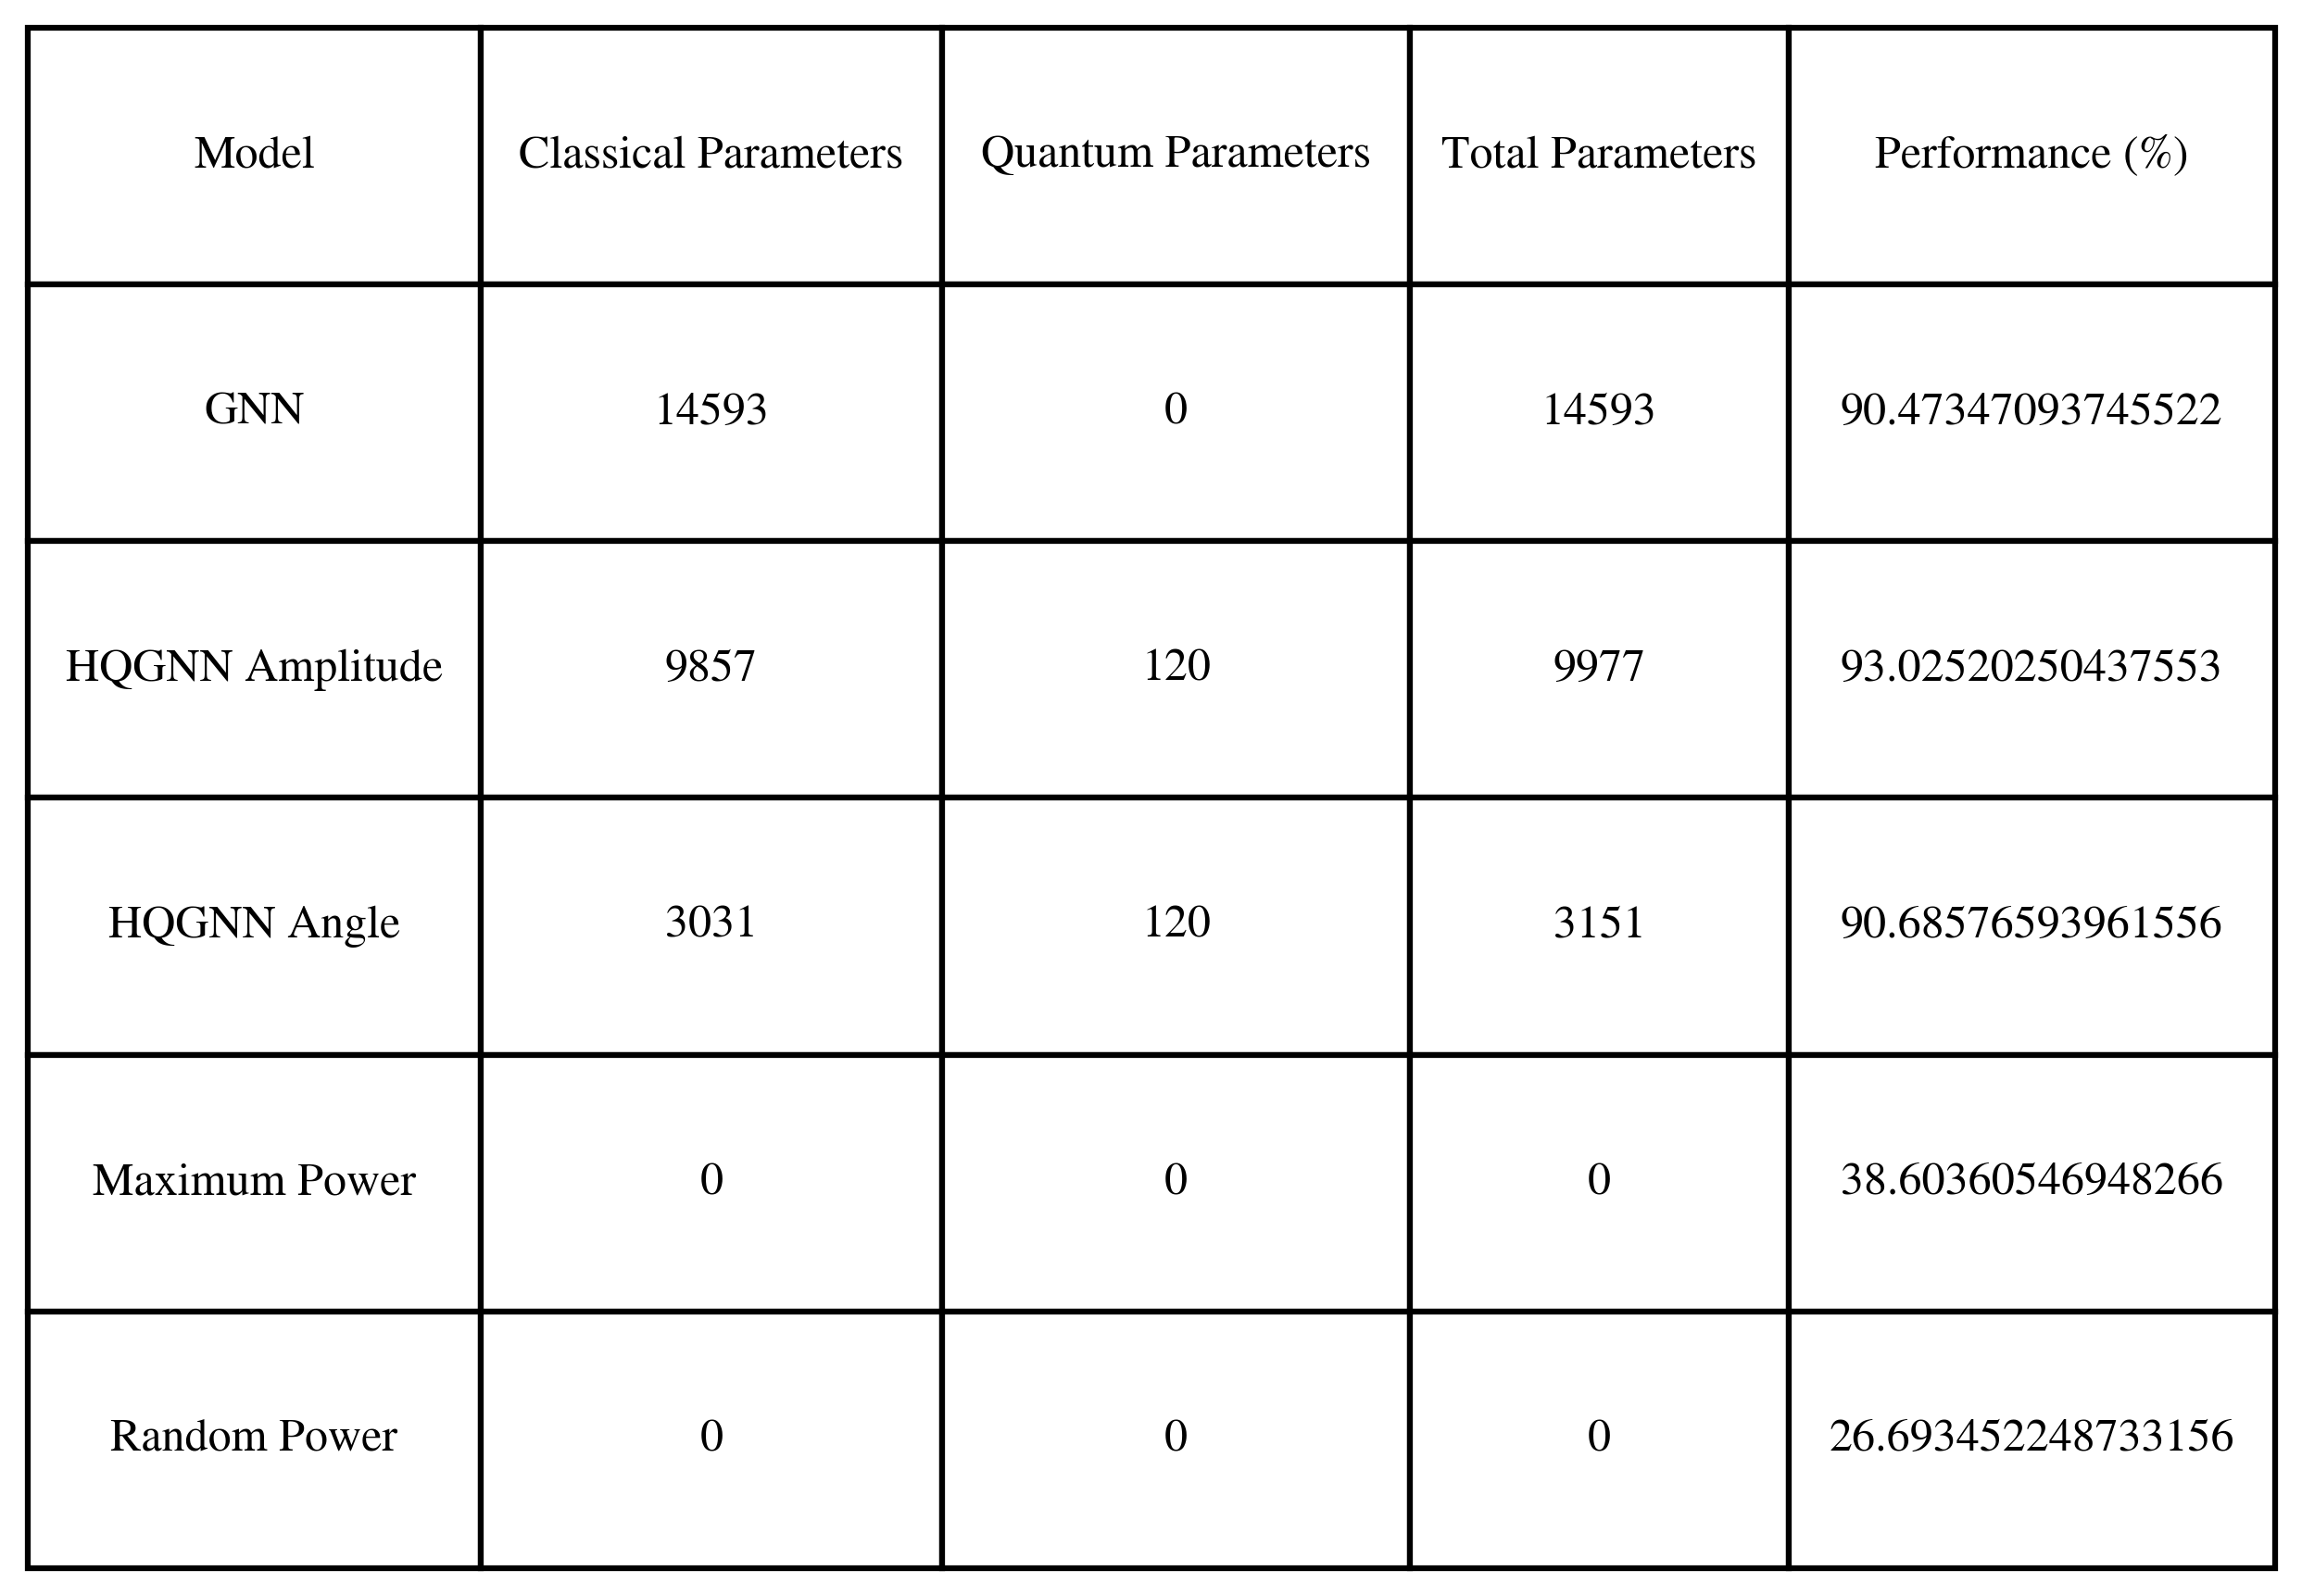 Model Classical Parameters Quantum Parameters Total Parameters Performance (%)
GNN 14593 0 14593 90.47347093745522
HQGNN Amplitude 9857 120 9977 93.02520250437553
HQGNN Angle 3031 120 3151 90.68576593961556
Maximum Power 0 0 0 38.60360546948266
Random Power 0 0 0 26.693452248733156